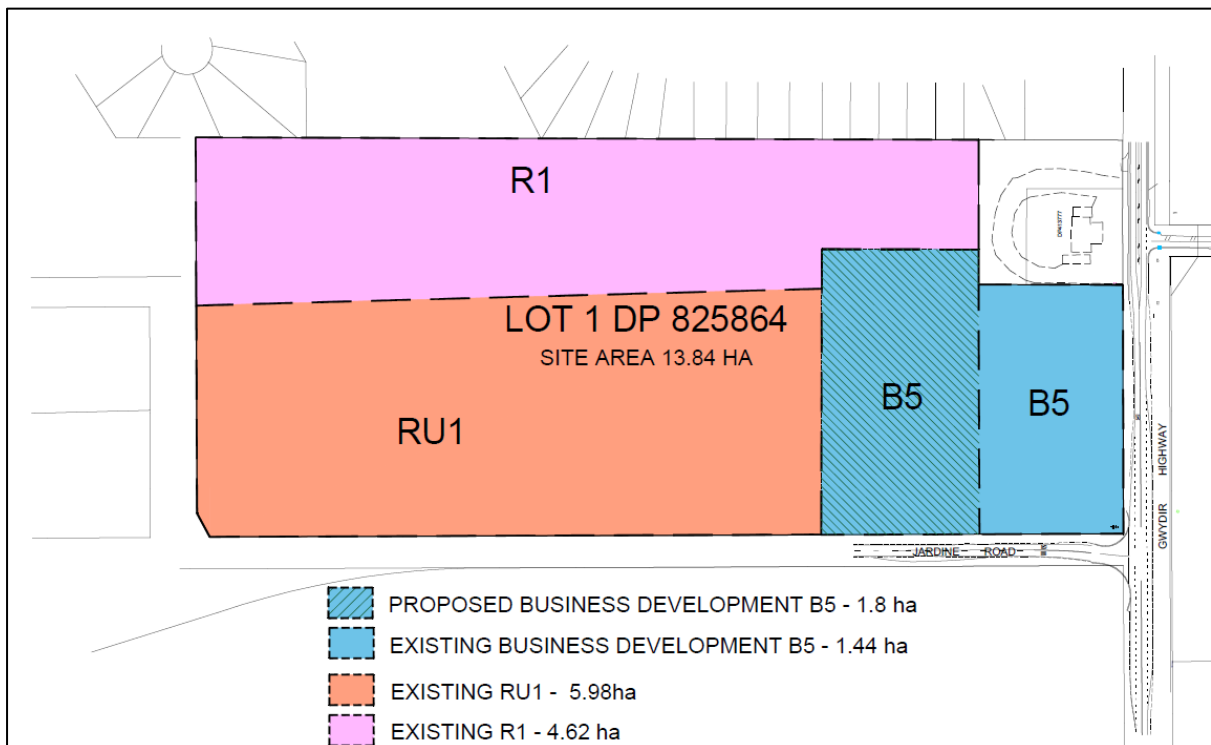 R1
LOT 1 DP 825864
SITE AREA 13.84 HA
RU1
B5
B5
GWYDIR HIGHWAY
JARDINE ROAD
PROPOSED BUSINESS DEVELOPMENT B5 - 1.8 ha
EXISTING BUSINESS DEVELOPMENT B5 - 1.44 ha
EXISTING RU1 - 5.98ha
EXISTING R1 - 4.62 ha